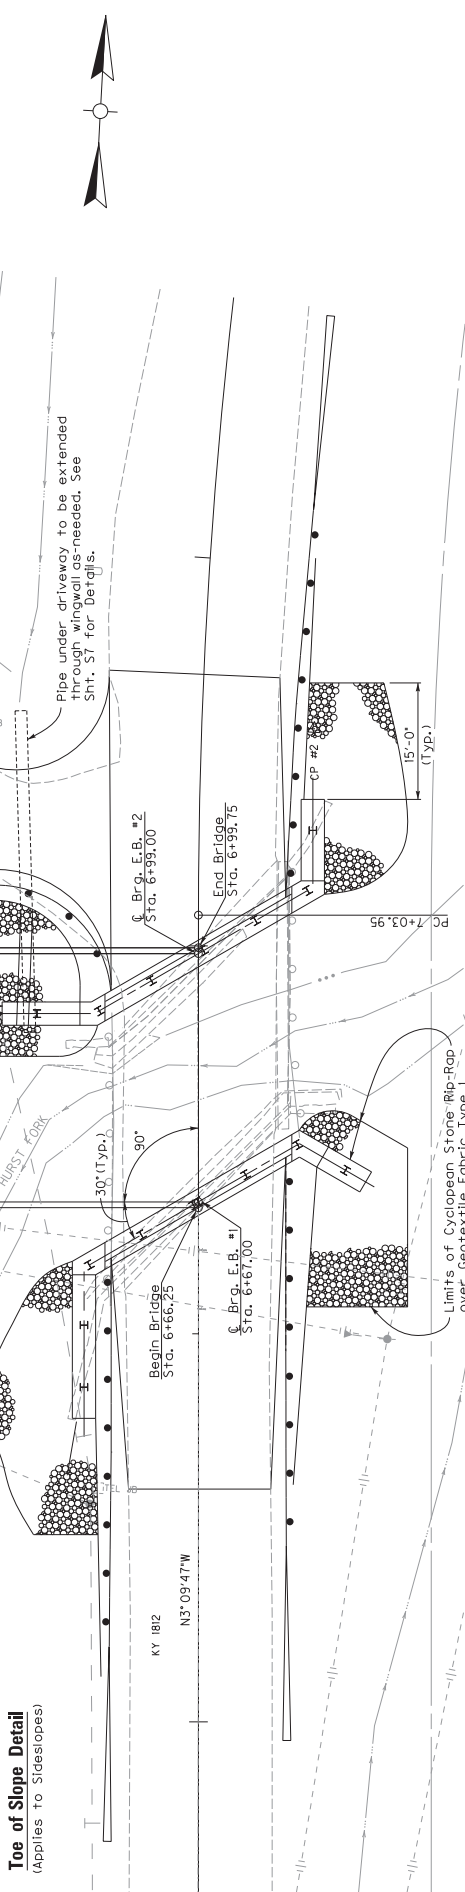 Pipe under driveway to be extended
through wingwall as-needed. See
Sht. S7 for Details.
15'-0"
(Typ.)
CP #2
℄ Brg. E.B. #2
Sta. 6+99.00
End Bridge
Sta. 6+99.75
PC 7+03.95
HURST FORK
30°(Typ.)
90°
Begin Bridge
Sta. 6+66.25
℄ Brg. E.B. #1
Sta. 6+67.00
Limits of Cyclopean Stone Rip-Rap
over Geotextile Fabric Type I
TEL
KY 1812
N3°09'47"W
Toe of Slope Detail
(Applies to Sideslopes)